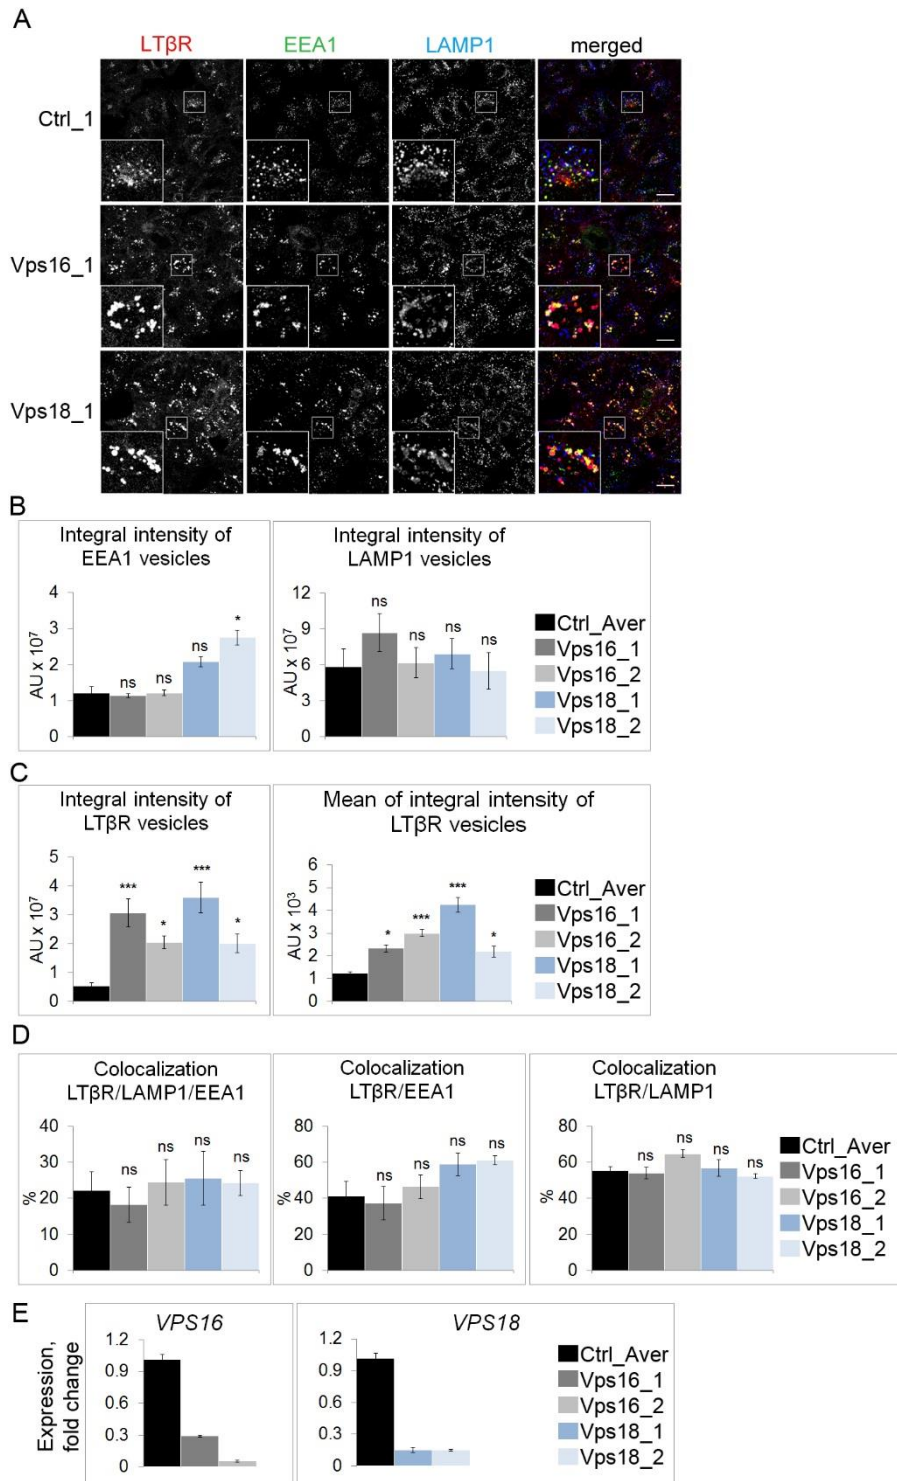 A
LTβR EEA1 LAMP1 merged
Ctrl_1
Vps16_1
Vps18_1
B
Integral intensity of
EEA1 vesicles
AU x 10⁷
4
3
2
1
0
ns
ns
ns
*
Integral intensity of
LAMP1 vesicles
AU x 10⁷
12
9
6
3
0
ns
ns
ns
ns
Ctrl_Aver
Vps16_1
Vps16_2
Vps18_1
Vps18_2
C
Integral intensity of
LTβR vesicles
AU x 10⁷
5
4
3
2
1
0
***
*
***
*
Mean of integral intensity of
LTβR vesicles
AU x 10³
6
5
4
3
2
1
0
*
***
***
*
Ctrl_Aver
Vps16_1
Vps16_2
Vps18_1
Vps18_2
D
Colocalization
LTβR/LAMP1/EEA1
%
40
30
20
10
0
ns
ns
ns
ns
Colocalization
LTβR/EEA1
%
80
60
40
20
0
ns
ns
ns
ns
Colocalization
LTβR/LAMP1
%
80
60
40
20
0
ns
ns
ns
ns
Ctrl_Aver
Vps16_1
Vps16_2
Vps18_1
Vps18_2
E
Expression,
fold change
VPS16
1.2
0.9
0.6
0.3
0
VPS18
1.2
0.9
0.6
0.3
0
Ctrl_Aver
Vps16_1
Vps16_2
Vps18_1
Vps18_2